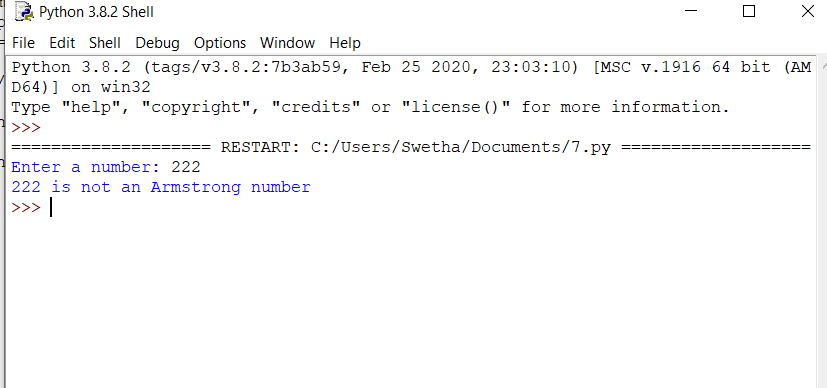 Python 3.8.2 Shell
File Edit Shell Debug Options Window Help
Python 3.8.2 (tags/v3.8.2:7b3ab59, Feb 25 2020, 23:03:10) [MSC v.1916 64 bit (AM
D64)] on win32
Type "help", "copyright", "credits" or "license()" for more information.
>>>
==================== RESTART: C:/Users/Swetha/Documents/7.py ===================
Enter a number: 222
222 is not an Armstrong number
>>>